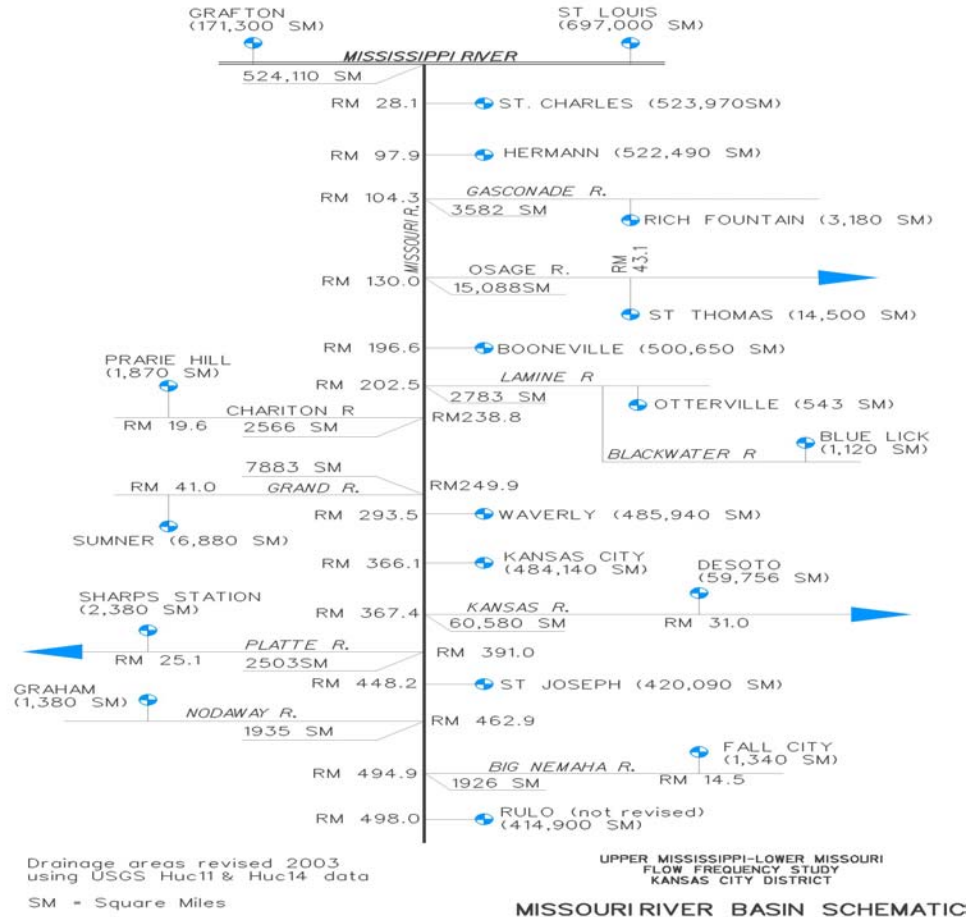 GRAFTON
(171,300 SM)
ST LOUIS
(697,000 SM)
MISSISSIPPI RIVER
524,110 SM
RM 28.1
ST. CHARLES (523,970SM)
RM 97.9
HERMANN (522,490 SM)
RM 104.3
GASCONADE R.
3582 SM
RICH FOUNTAIN (3,180 SM)
MISSOURI R.
RM 130.0
OSAGE R.
15,088SM
RM
43.1
ST THOMAS (14,500 SM)
RM 196.6
BOONEVILLE (500,650 SM)
PRARIE HILL
(1,870 SM)
RM 202.5
LAMINE R
2783 SM
OTTERVILLE (543 SM)
CHARITON R
RM 19.6
2566 SM
RM238.8
BLUE LICK
(1,120 SM)
BLACKWATER R
7883 SM
RM 41.0
GRAND R.
RM249.9
RM 293.5
WAVERLY (485,940 SM)
SUMNER (6,880 SM)
RM 366.1
KANSAS CITY
(484,140 SM)
DESOTO
(59,756 SM)
SHARPS STATION
(2,380 SM)
RM 367.4
KANSAS R.
60,580 SM
RM 31.0
PLATTE R.
RM 25.1
2503SM
RM 391.0
RM 448.2
ST JOSEPH (420,090 SM)
GRAHAM
(1,380 SM)
NODAWAY R.
1935 SM
RM 462.9
FALL CITY
(1,340 SM)
RM 494.9
BIG NEMAHA R.
1926 SM
RM 14.5
RM 498.0
RULO (not revised)
(414,900 SM)
Drainage areas revised 2003
using USGS Huc11 & Huc14 data
SM = Square Miles
UPPER MISSISSIPPI-LOWER MISSOURI
FLOW FREQUENCY STUDY
KANSAS CITY DISTRICT
MISSOURI RIVER BASIN SCHEMATIC